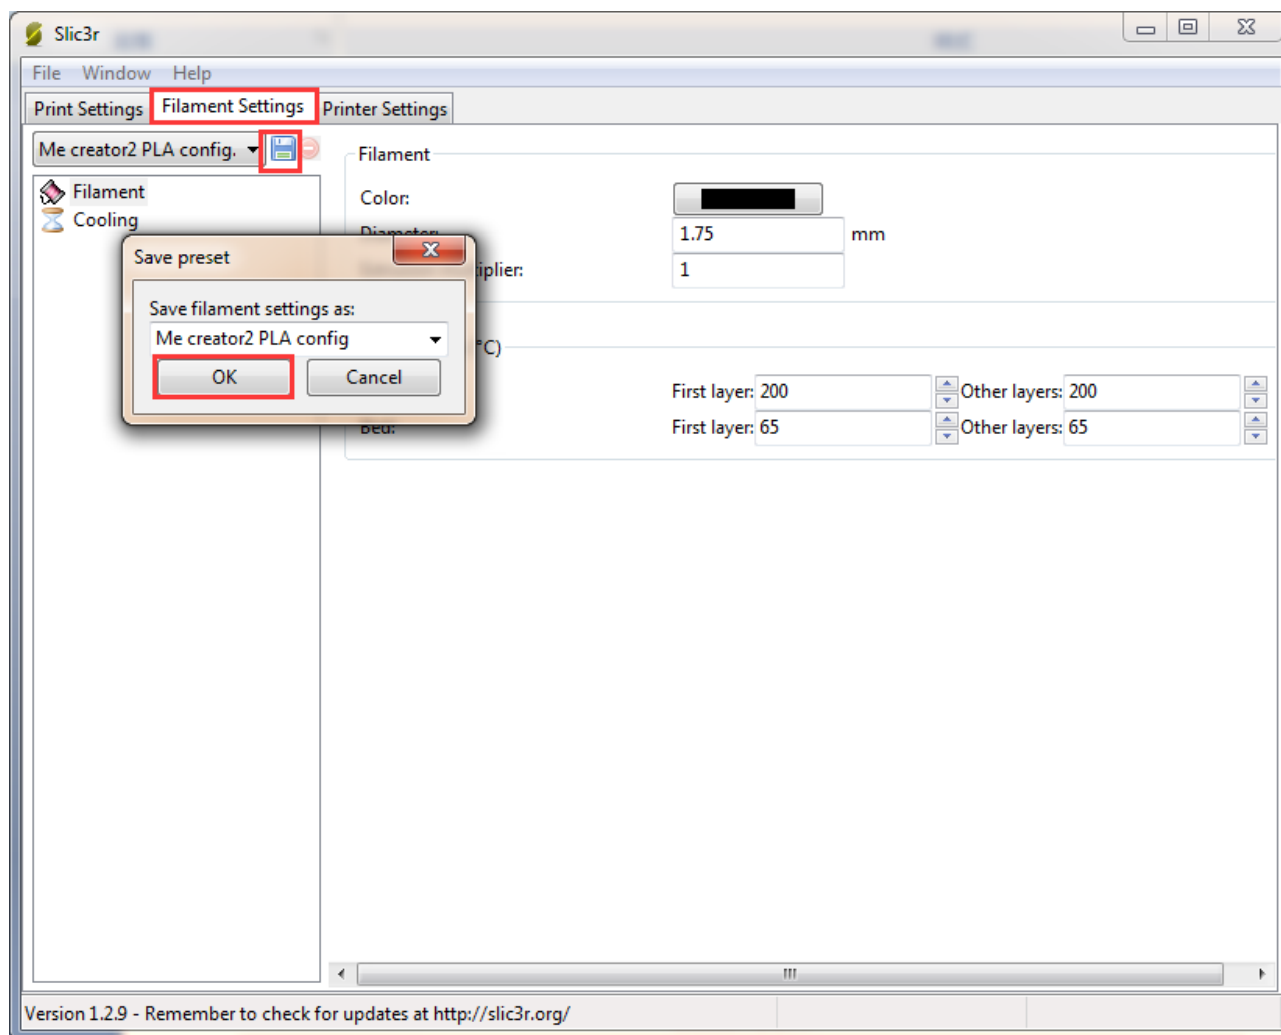 Slic3r
File Window Help
Print Settings Filament Settings Printer Settings
Me creator2 PLA config.
Filament
Cooling
Filament
Color:
Diameter: 1.75 mm
iplier: 1
°C)
First layer: 200 Other layers: 200
Bed: First layer: 65 Other layers: 65
Save preset
Save filament settings as:
Me creator2 PLA config
OK Cancel
Version 1.2.9 - Remember to check for updates at http://slic3r.org/